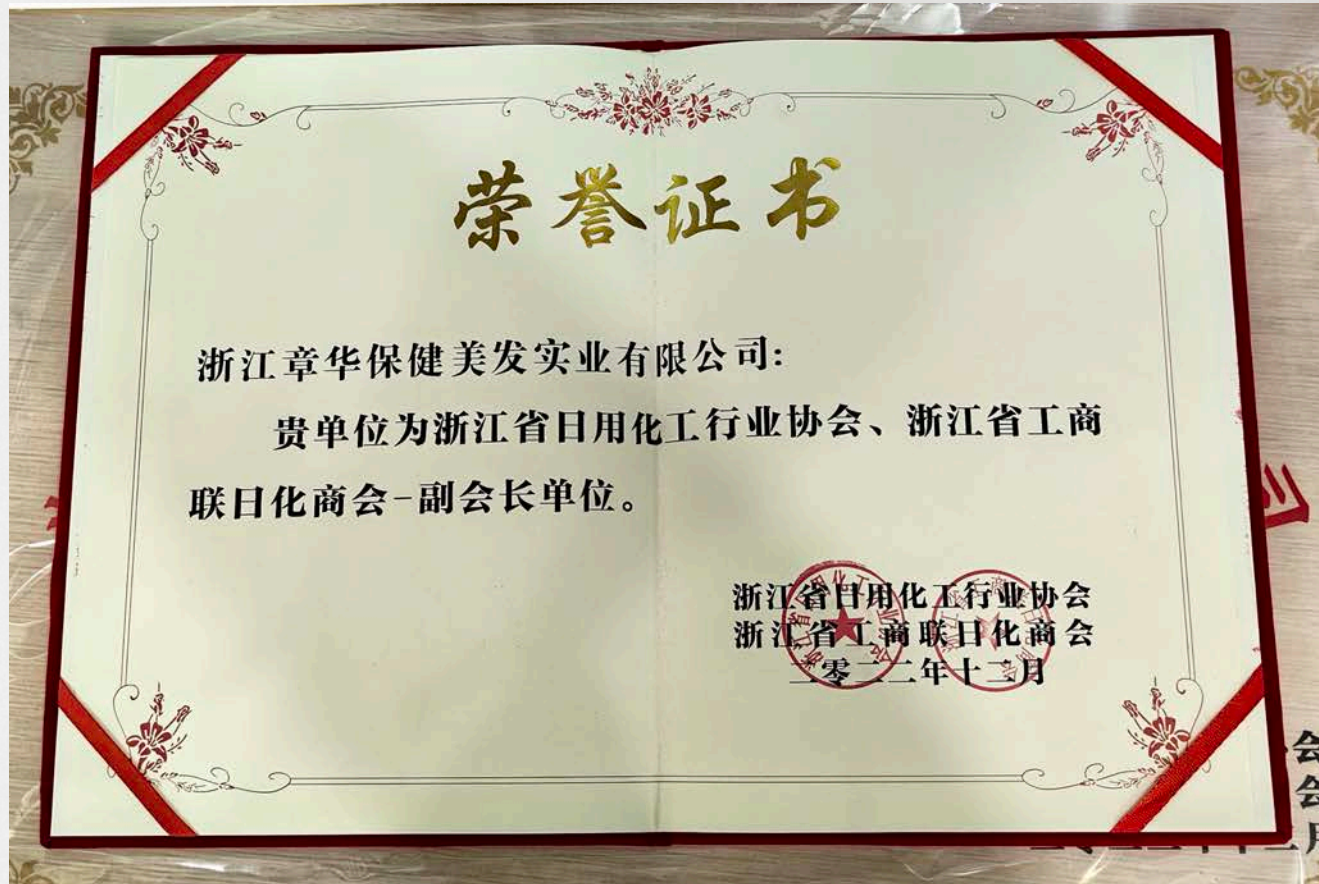 荣誉证书
浙江章华保健美发实业有限公司:
贵单位为浙江省日用化工行业协会、浙江省工商
联日化商会-副会长单位。
浙江省日用化工行业协会
浙江省工商联日化商会
二零二二年十二月
司
会
会